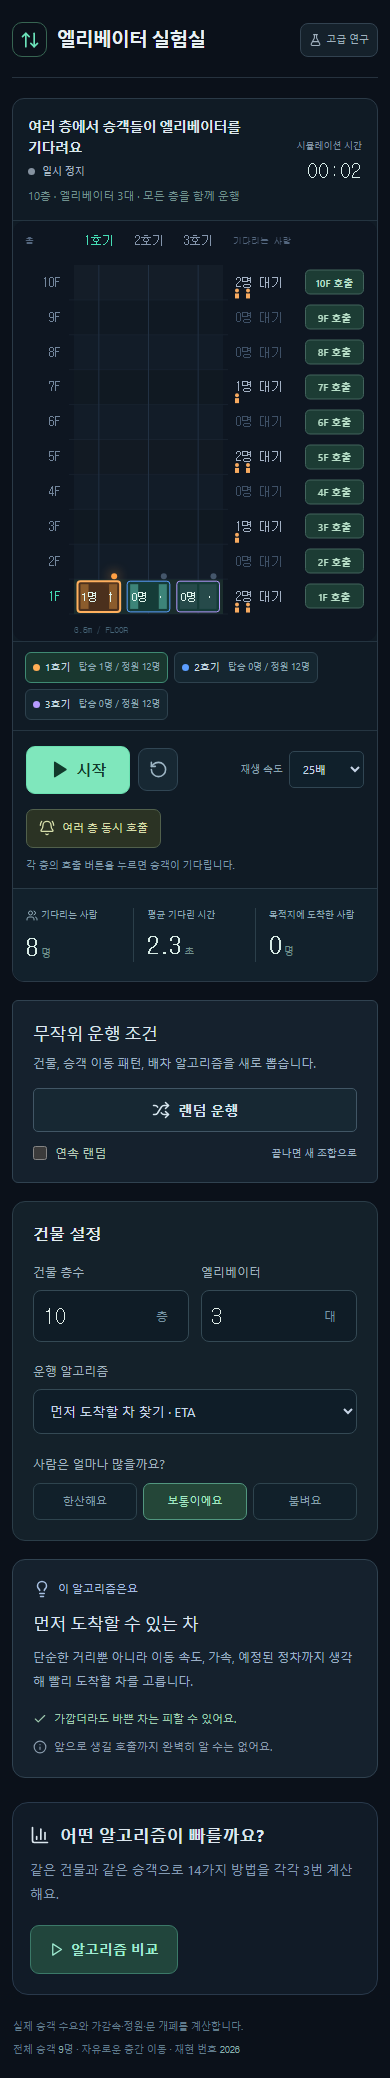 엘리베이터 실험실
고급 연구
여러 층에서 승객들이 엘리베이터를
기다려요
일시 정지
시뮬레이션 시간
00:02
10층 · 엘리베이터 3대 · 모든 층을 함께 운행
층 1호기 2호기 3호기 기다리는 사람
10F 2명 대기 10F 호출
9F 0명 대기 9F 호출
8F 0명 대기 8F 호출
7F 1명 대기 7F 호출
6F 0명 대기 6F 호출
5F 2명 대기 5F 호출
4F 0명 대기 4F 호출
3F 1명 대기 3F 호출
2F 0명 대기 2F 호출
1F 1명 ↑ 0명 · 0명 · 2명 대기 1F 호출
3.5m / FLOOR
1호기 탑승 1명 / 정원 12명
2호기 탑승 0명 / 정원 12명
3호기 탑승 0명 / 정원 12명
시작
재생 속도 25배
여러 층 동시 호출
각 층의 호출 버튼을 누르면 승객이 기다립니다.
기다리는 사람 평균 기다린 시간 목적지에 도착한 사람
8명 2.3초 0명
무작위 운행 조건
건물, 승객 이동 패턴, 배차 알고리즘을 새로 뽑습니다.
랜덤 운행
연속 랜덤 끝나면 새 조합으로
건물 설정
건물 층수 엘리베이터
10 층 3 대
운행 알고리즘
먼저 도착할 차 찾기 · ETA
사람은 얼마나 많을까요?
한산해요 보통이에요 붐벼요
이 알고리즘은요
먼저 도착할 수 있는 차
단순한 거리뿐 아니라 이동 속도, 가속, 예정된 정차까지 생각
해 빨리 도착할 차를 고릅니다.
가깝더라도 바쁜 차는 피할 수 있어요.
앞으로 생길 호출까지 완벽히 알 수는 없어요.
어떤 알고리즘이 빠를까요?
같은 건물과 같은 승객으로 14가지 방법을 각각 3번 계산
해요.
알고리즘 비교
실제 승객 수요와 가감속·정원·문 개폐를 계산합니다.
전체 승객 9명 · 자유로운 층간 이동 · 재현 번호 2026